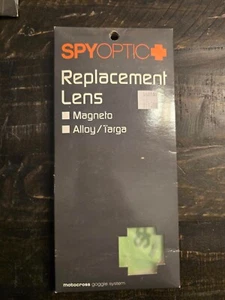 SPYOPTIC
Replacement
Lens
Magneto
Alloy/Targa
motocross goggle system